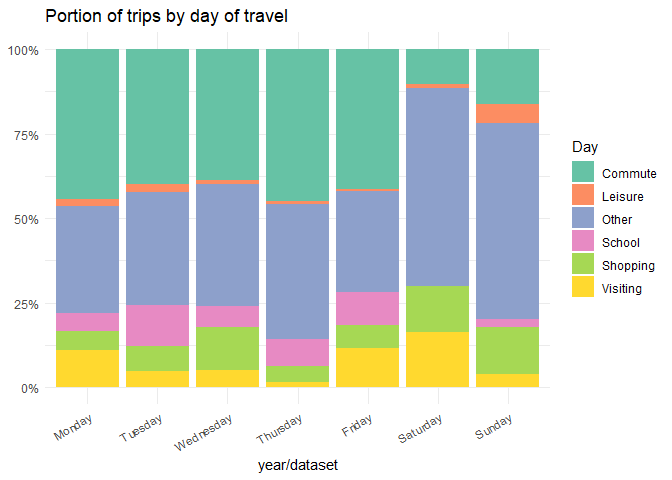 Portion of trips by day of travel
100%
75%
50%
25%
0%
Monday
Tuesday
Wednesday
Thursday
Friday
Saturday
Sunday
year/dataset
Day
Commute
Leisure
Other
School
Shopping
Visiting